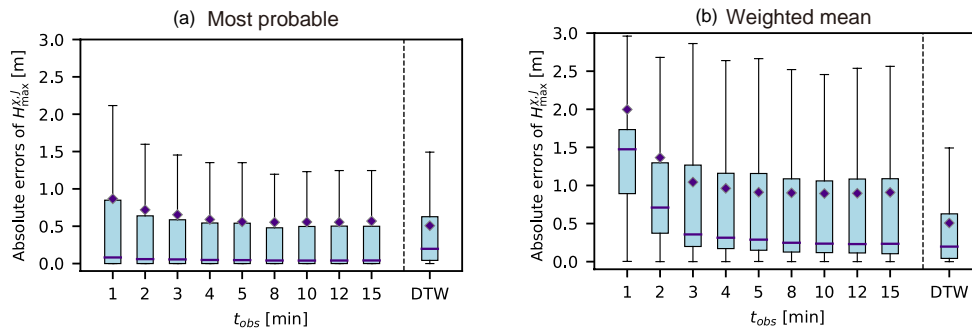 (a) Most probable
Absolute errors of H_max^{χ,J} [m]
3.0
2.5
2.0
1.5
1.0
0.5
0.0
1 2 3 4 5 8 10 12 15 DTW
t_obs [min]
(b) Weighted mean
Absolute errors of H_max^{χ,J} [m]
3.0
2.5
2.0
1.5
1.0
0.5
0.0
1 2 3 4 5 8 10 12 15 DTW
t_obs [min]